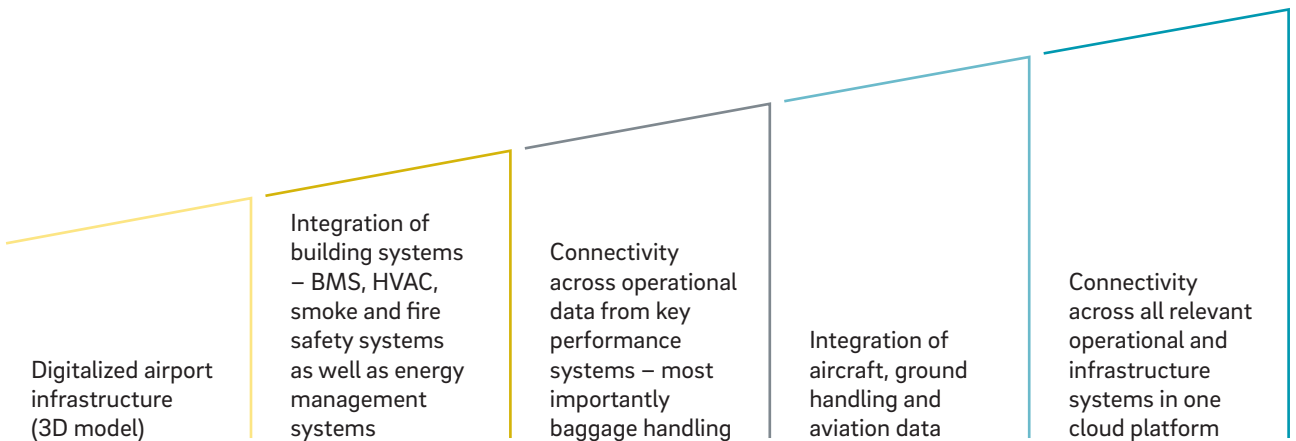 Digitalized airport
infrastructure
(3D model)
Integration of
building systems
– BMS, HVAC,
smoke and fire
safety systems
as well as energy
management
systems
Connectivity
across operational
data from key
performance
systems – most
importantly
baggage handling
Integration of
aircraft, ground
handling and
aviation data
Connectivity
across all relevant
operational and
infrastructure
systems in one
cloud platform